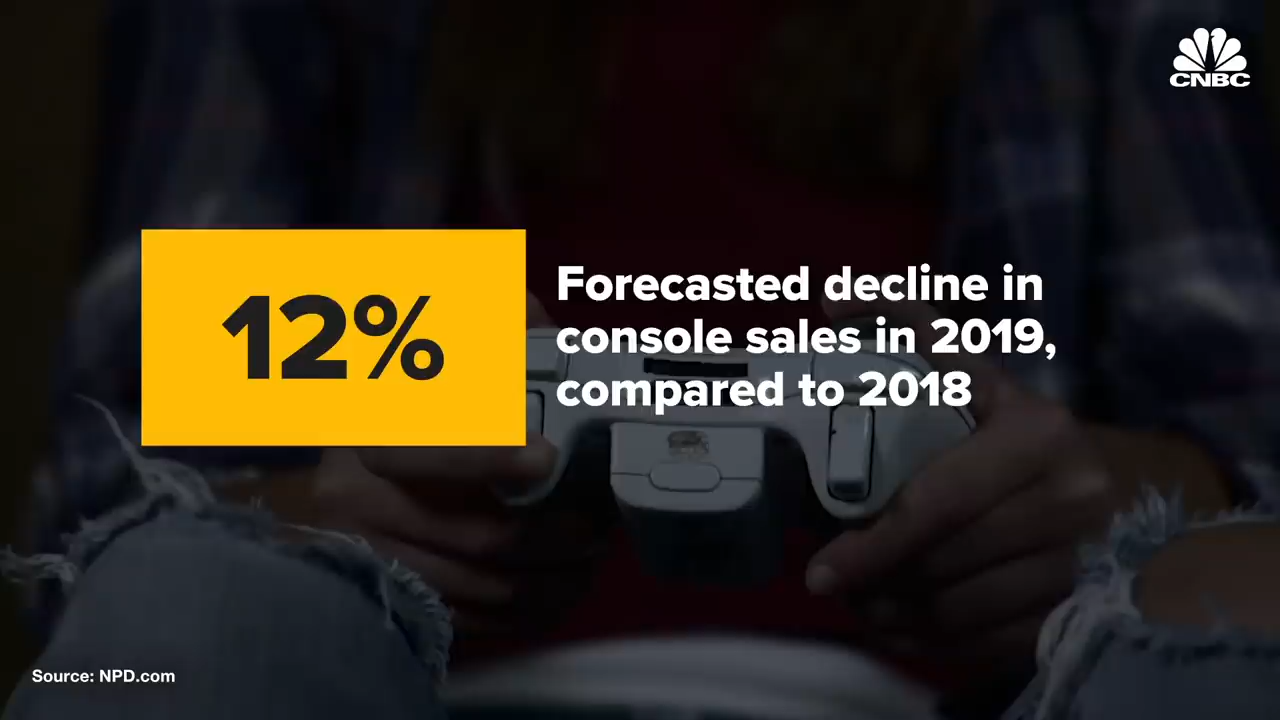 CNBC
12%
Forecasted decline in
console sales in 2019,
compared to 2018
Source: NPD.com